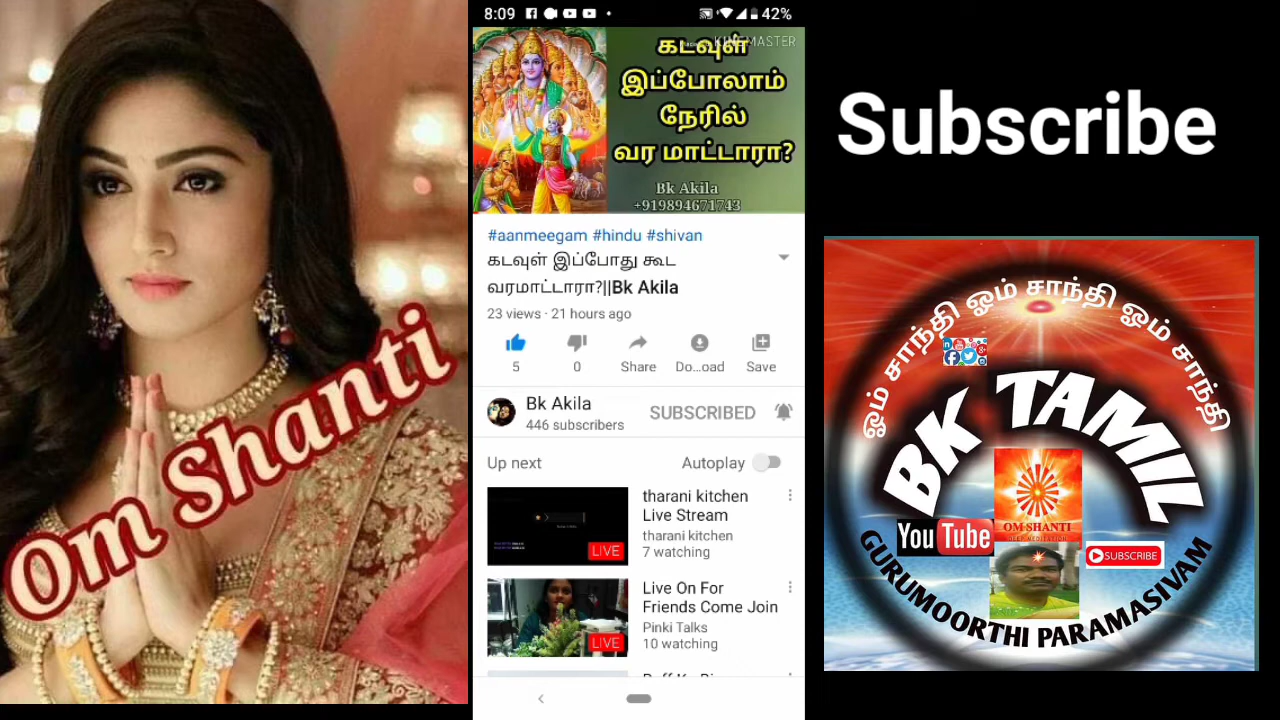 Om Shanti
8:09
42%
KINEMASTER
கடவுள்
இப்போலாம்
நேரில்
வர மாட்டாரா?
Bk Akila
+919894671743
#aanmeegam #hindu #shivan
கடவுள் இப்போது கூட
வரமாட்டாரா?||Bk Akila
23 views · 21 hours ago
5
0
Share
Do...oad
Save
Bk Akila
SUBSCRIBED
446 subscribers
Up next
Autoplay
tharani kitchen
Live Stream
tharani kitchen
7 watching
LIVE
Live On For
Friends Come Join
Pinki Talks
10 watching
LIVE
Subscribe
ஓம் சாந்தி ஓம் சாந்தி ஓம் சாந்தி
BK TAMIL
OM SHANTI
YouTube
SUBSCRIBE
GURUMOORTHI PARAMASIVAM